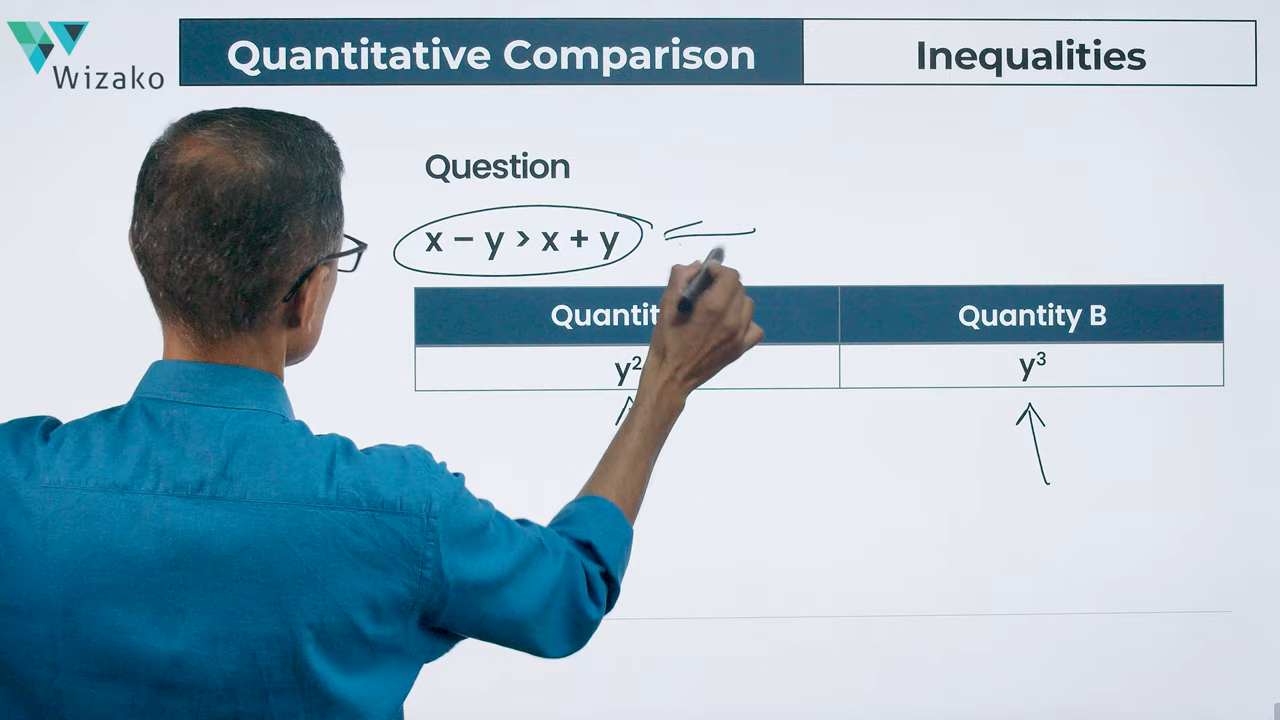 Wizako
Quantitative Comparison
Inequalities
Question
x – y > x + y
Quantit
Quantity B
y²
y³